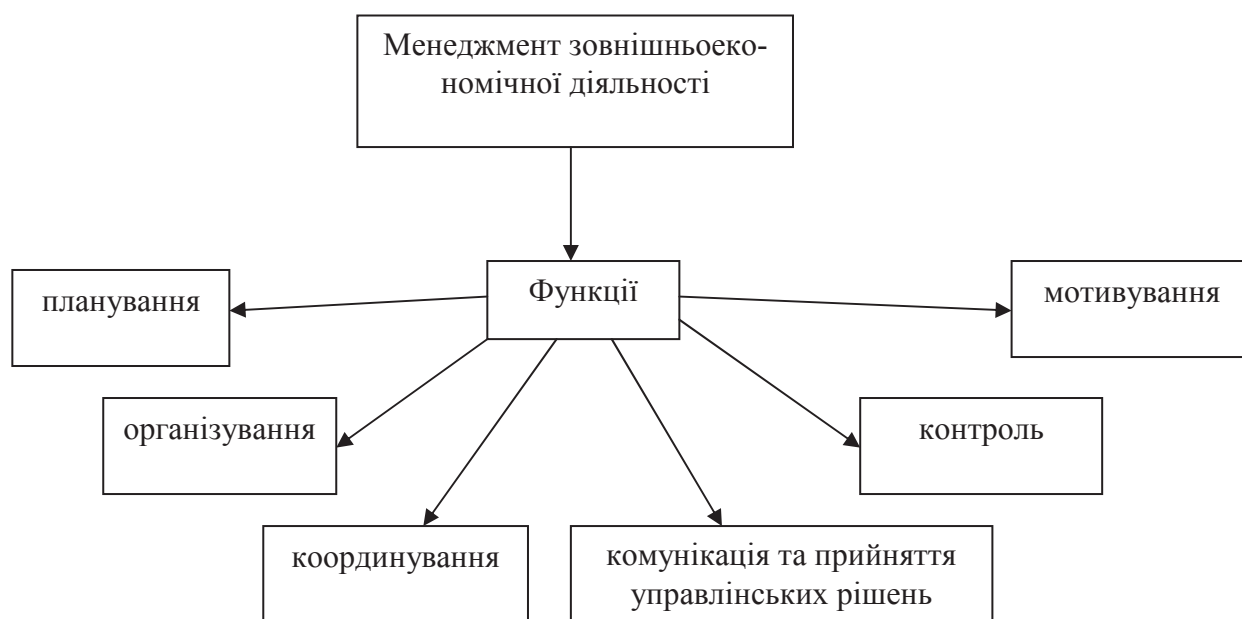 Менеджмент зовнішньоеко-
номічної діяльності
Функції
планування
мотивування
організування
контроль
координування
комунікація та прийняття
управлінських рішень